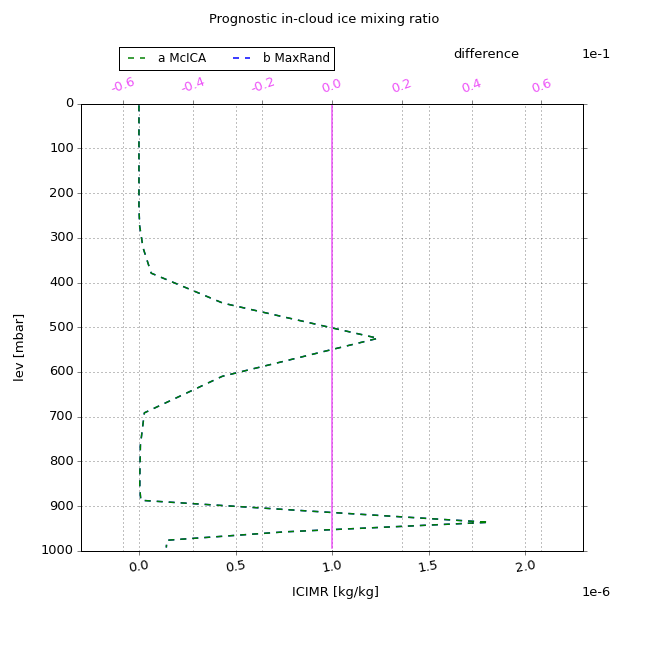 Prognostic in-cloud ice mixing ratio
a McICA b MaxRand difference 1e-1
-0.6 -0.4 -0.2 0.0 0.2 0.4 0.6
0
100
200
300
400
500
600
700
800
900
1000
lev [mbar]
0.0 0.5 1.0 1.5 2.0
ICIMR [kg/kg] 1e-6